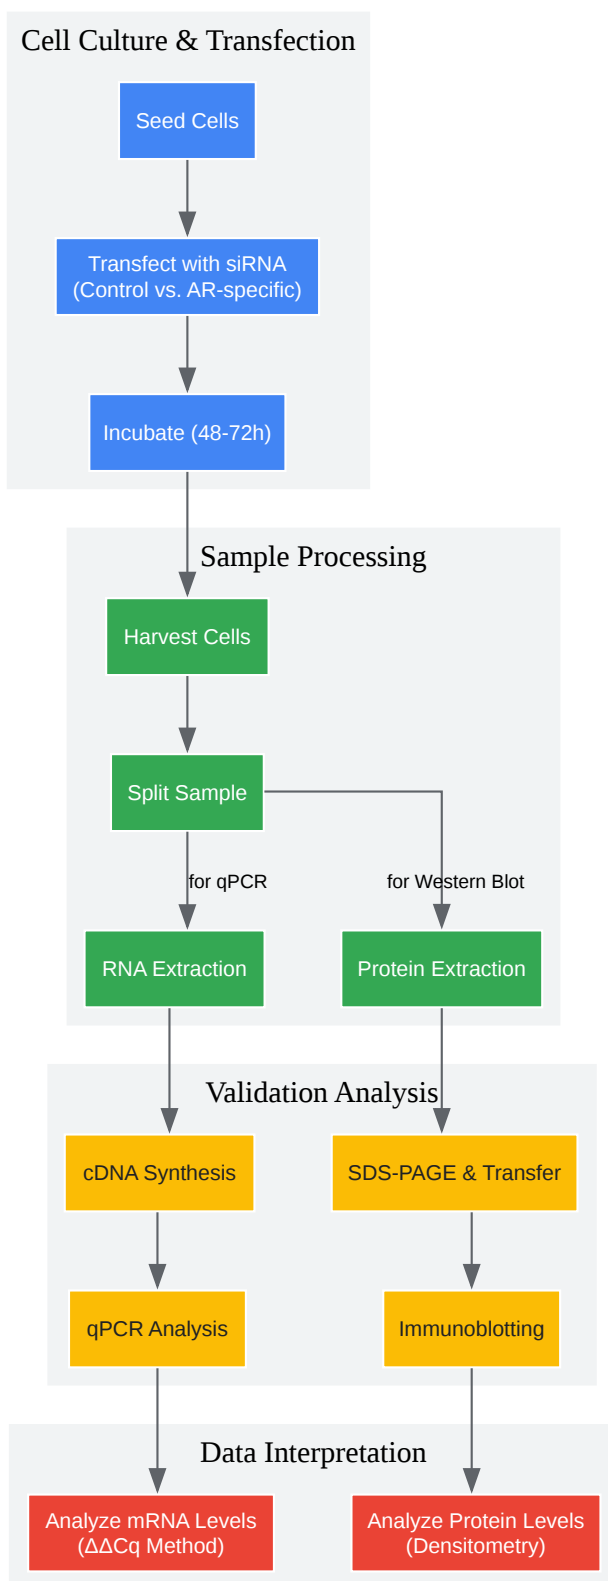 Cell Culture & Transfection
Seed Cells
Transfect with siRNA
(Control vs. AR-specific)
Incubate (48-72h)
Sample Processing
Harvest Cells
Split Sample
for qPCR
for Western Blot
RNA Extraction
Protein Extraction
Validation Analysis
cDNA Synthesis
SDS-PAGE & Transfer
qPCR Analysis
Immunoblotting
Data Interpretation
Analyze mRNA Levels
(ΔΔCq Method)
Analyze Protein Levels
(Densitometry)